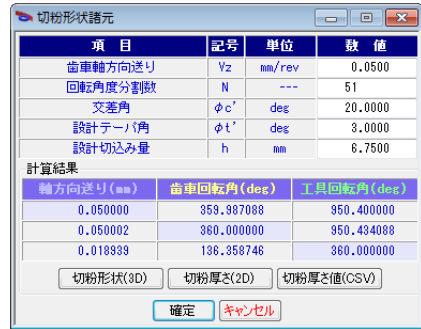 切粉形状諸元
項 目 記号 単位 数 値
歯車軸方向送り Vz mm/rev 0.0500
回転角度分割数 N --- 51
交差角 φc' deg 20.0000
設計テーパ角 φt' deg 3.0000
設計切込み量 h mm 6.7500
計算結果
軸方向送り(mm) 歯車回転角(deg) 工具回転角(deg)
0.050000 359.987088 950.400000
0.050002 360.000000 950.434088
0.018939 136.358746 360.000000
切粉形状(3D) 切粉厚さ(2D) 切粉厚さ値(CSV)
確定 キャンセル